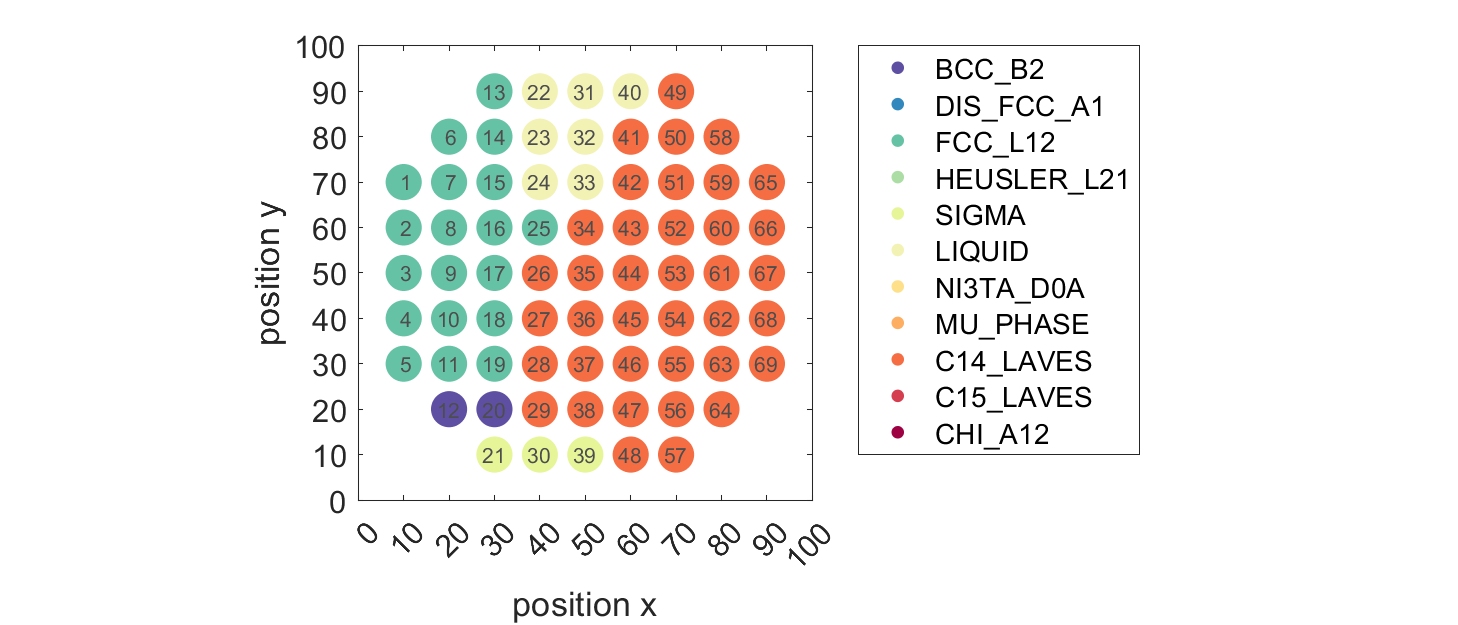 100
90
80
70
60
50
40
30
20
10
0
position y
13 22 31 40 49
6 14 23 32 41 50 58
1 7 15 24 33 42 51 59 65
2 8 16 25 34 43 52 60 66
3 9 17 26 35 44 53 61 67
4 10 18 27 36 45 54 62 68
5 11 19 28 37 46 55 63 69
12 20 29 38 47 56 64
21 30 39 48 57
0 10 20 30 40 50 60 70 80 90 100
position x
BCC_B2
DIS_FCC_A1
FCC_L12
HEUSLER_L21
SIGMA
LIQUID
NI3TA_D0A
MU_PHASE
C14_LAVES
C15_LAVES
CHI_A12